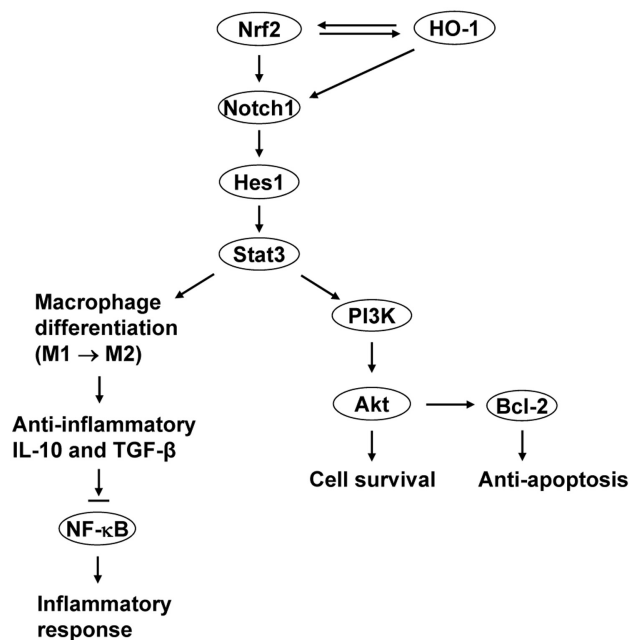 Nrf2
HO-1
Notch1
Hes1
Stat3
Macrophage
differentiation
(M1 → M2)
PI3K
Anti-inflammatory
IL-10 and TGF-β
Akt
Bcl-2
Cell survival
Anti-apoptosis
NF-κB
Inflammatory
response